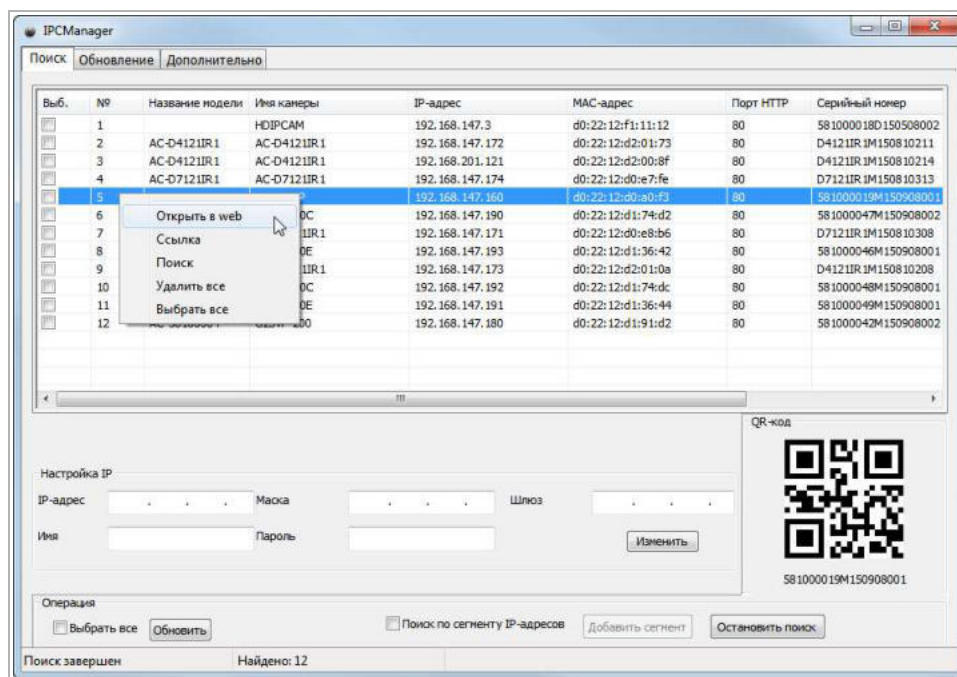 IPCManager
Поиск Обновление Дополнительно
Выб. № Название модели Имя камеры IP-адрес MAC-адрес Порт HTTP Серийный номер
1 HDIPCAM 192.168.147.3 d0:22:12:f1:11:12 80 581000018D150508002
2 AC-D4121IR1 AC-D4121IR1 192.168.147.172 d0:22:12:d2:01:73 80 D4121IR1M150810211
3 AC-D4121IR1 AC-D4121IR1 192.168.201.121 d0:22:12:d2:00:8f 80 D4121IR1M150810214
4 AC-D7121IR1 AC-D7121IR1 192.168.147.174 d0:22:12:d0:e7:fe 80 D7121IR1M150810313
5 192.168.147.160 d0:22:12:d0:a0:f3 80 581000019M150908001
6 0C 192.168.147.190 d0:22:12:d1:74:d2 80 581000047M150908002
7 1IR1 192.168.147.171 d0:22:12:d0:e8:b6 80 D7121IR1M150810308
8 0E 192.168.147.193 d0:22:12:d1:36:42 80 581000046M150908001
9 1IR1 192.168.147.173 d0:22:12:d2:01:0a 80 D4121IR1M150810208
10 0C 192.168.147.192 d0:22:12:d1:74:dc 80 581000048M150908001
11 0E 192.168.147.191 d0:22:12:d1:36:44 80 581000049M150908001
12 192.168.147.180 d0:22:12:d1:91:d2 80 581000042M150908002
Открыть в web
Ссылка
Поиск
Удалить все
Выбрать все
QR-код
581000019M150908001
Настройка IP
IP-адрес . . . Маска . . . Шлюз . . .
Имя Пароль Изменить
Операция
Выбрать все Обновить Поиск по сегменту IP-адресов Добавить сегмент Остановить поиск
Поиск завершен Найдено: 12